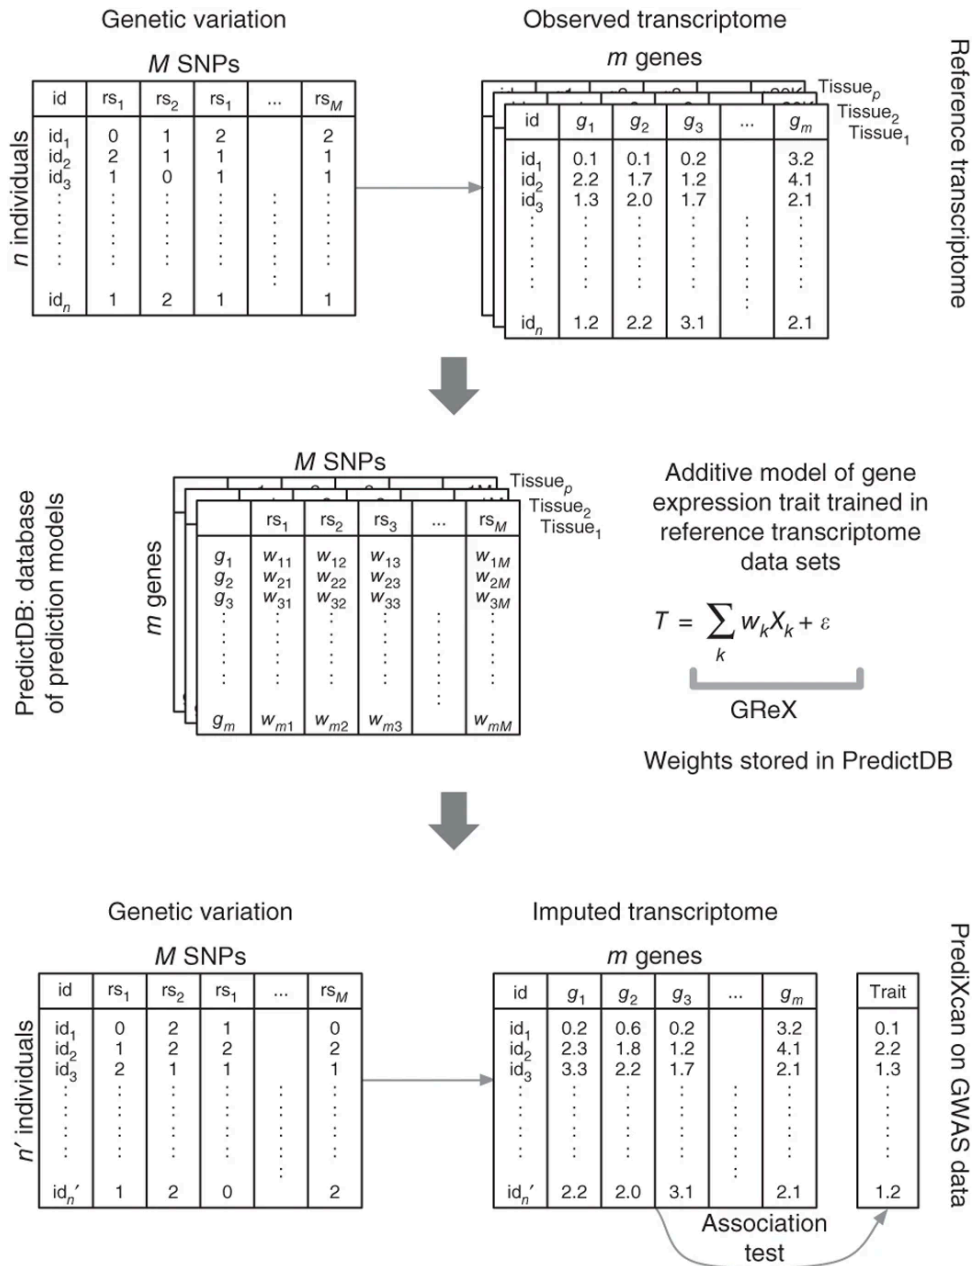 Genetic variation
Observed transcriptome
M SNPs
m genes
Reference transcriptome
n individuals
id rs1 rs2 rs1 ... rsM
id1 0 1 2 2
id2 2 1 1 1
id3 1 0 1 1
idn 1 2 1 1
Tissuep
Tissue2
Tissue1
id g1 g2 g3 ... gm
id1 0.1 0.1 0.2 3.2
id2 2.2 1.7 1.2 4.1
id3 1.3 2.0 1.7 2.1
idn 1.2 2.2 3.1 2.1
PredictDB: database
of prediction models
M SNPs
m genes
Tissuep
Tissue2
Tissue1
rs1 rs2 rs3 ... rsM
g1 w11 w12 w13 w1M
g2 w21 w22 w23 w2M
g3 w31 w32 w33 w3M
gm wm1 wm2 wm3 wmM
Additive model of gene
expression trait trained in
reference transcriptome
data sets
T = ∑k wkXk + ε
GReX
Weights stored in PredictDB
Genetic variation
Imputed transcriptome
M SNPs
m genes
PrediXcan on GWAS data
n′ individuals
id rs1 rs2 rs1 ... rsM
id1 0 2 1 0
id2 1 2 2 2
id3 2 1 1 1
idn′ 1 2 0 2
id g1 g2 g3 ... gm
id1 0.2 0.6 0.2 3.2
id2 2.3 1.8 1.2 4.1
id3 3.3 2.2 1.7 2.1
idn′ 2.2 2.0 3.1 2.1
Trait
0.1
2.2
1.3
1.2
Association
test